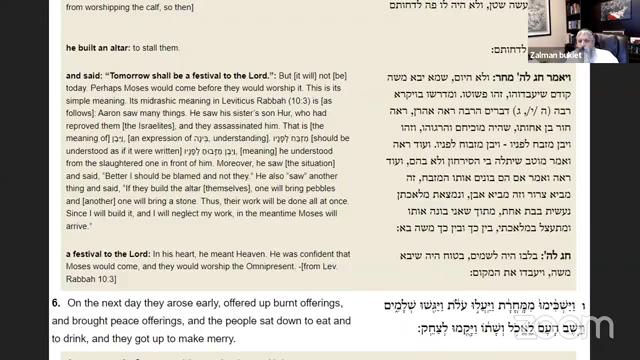 from worshipping the calf, so then]
he built an altar: to stall them.
and said: “Tomorrow shall be a festival to the Lord.”: But [it will] not [be]
today. Perhaps Moses would come before they would worship it. This is its
simple meaning. Its midrashic meaning in Leviticus Rabbah (10:3) is [as
follows]: Aaron saw many things. He saw his sister’s son Hur, who had
reproved them [the Israelites], and they assassinated him. That is [the
meaning of] וַיִּבֶן [an expression of בִּינָה, understanding]. מִזְבֵּחַ לְפָנָיו [should be
understood as if it were written] וַיִּבֶן מִזָּבוּחַ לְפָנָיו, [meaning] he understood
from the slaughtered one in front of him. Moreover, he saw [the situation]
and said, “Better I should be blamed and not they.” He also “saw” another
thing and said, “If they build the altar [themselves], one will bring pebbles
and [another] one will bring a stone. Thus, their work will be done all at once.
Since I will build it, and I will neglect my work, in the meantime Moses will
arrive.”
a festival to the Lord: In his heart, he meant Heaven. He was confident that
Moses would come, and they would worship the Omnipresent. -[from Lev.
Rabbah 10:3]
6. On the next day they arose early, offered up burnt offerings,
and brought peace offerings, and the people sat down to eat and
to drink, and they got up to make merry.
עשה שטן, ולא היה לו פה לדחותם
לדחותם:
ויאמר חג לה' מחר: ולא היום, שמא יבא משה
קודם שיעבדוהו, זהו פשוטו. ומדרשו בויקרא
רבה (ה /י/, ג) דברים הרבה ראה אהרן, ראה
חור בן אחותו, שהיה מוכיחם והרגוהו, וזהו
ויבן מזבח לפניו - ויבן מזבוח לפניו. ועוד ראה
ואמר מוטב שיתלה בי הסירחון ולא בהם, ועוד
ראה ואמר אם הם בונים אותו המזבח, זה
מביא צרור וזה מביא אבן, ונמצאת מלאכתן
נעשית בבת אחת, מתוך שאני בונה אותו
ומתעצל במלאכתי, בין כך ובין כך משה בא:
חג לה': בלבו היה לשמים, בטוח היה שיבא
משה, ויעבדו את המקום:
ו וַיַּשְׁכִּימוּ מִמָּחֳרָת וַיַּעֲלוּ עֹלֹת וַיַּגִּשׁוּ שְׁלָמִים
וַיֵּשֶׁב הָעָם לֶאֱכֹל וְשָׁתוֹ וַיָּקֻמוּ לְצַחֵק:
Zalman bukiet
zoom